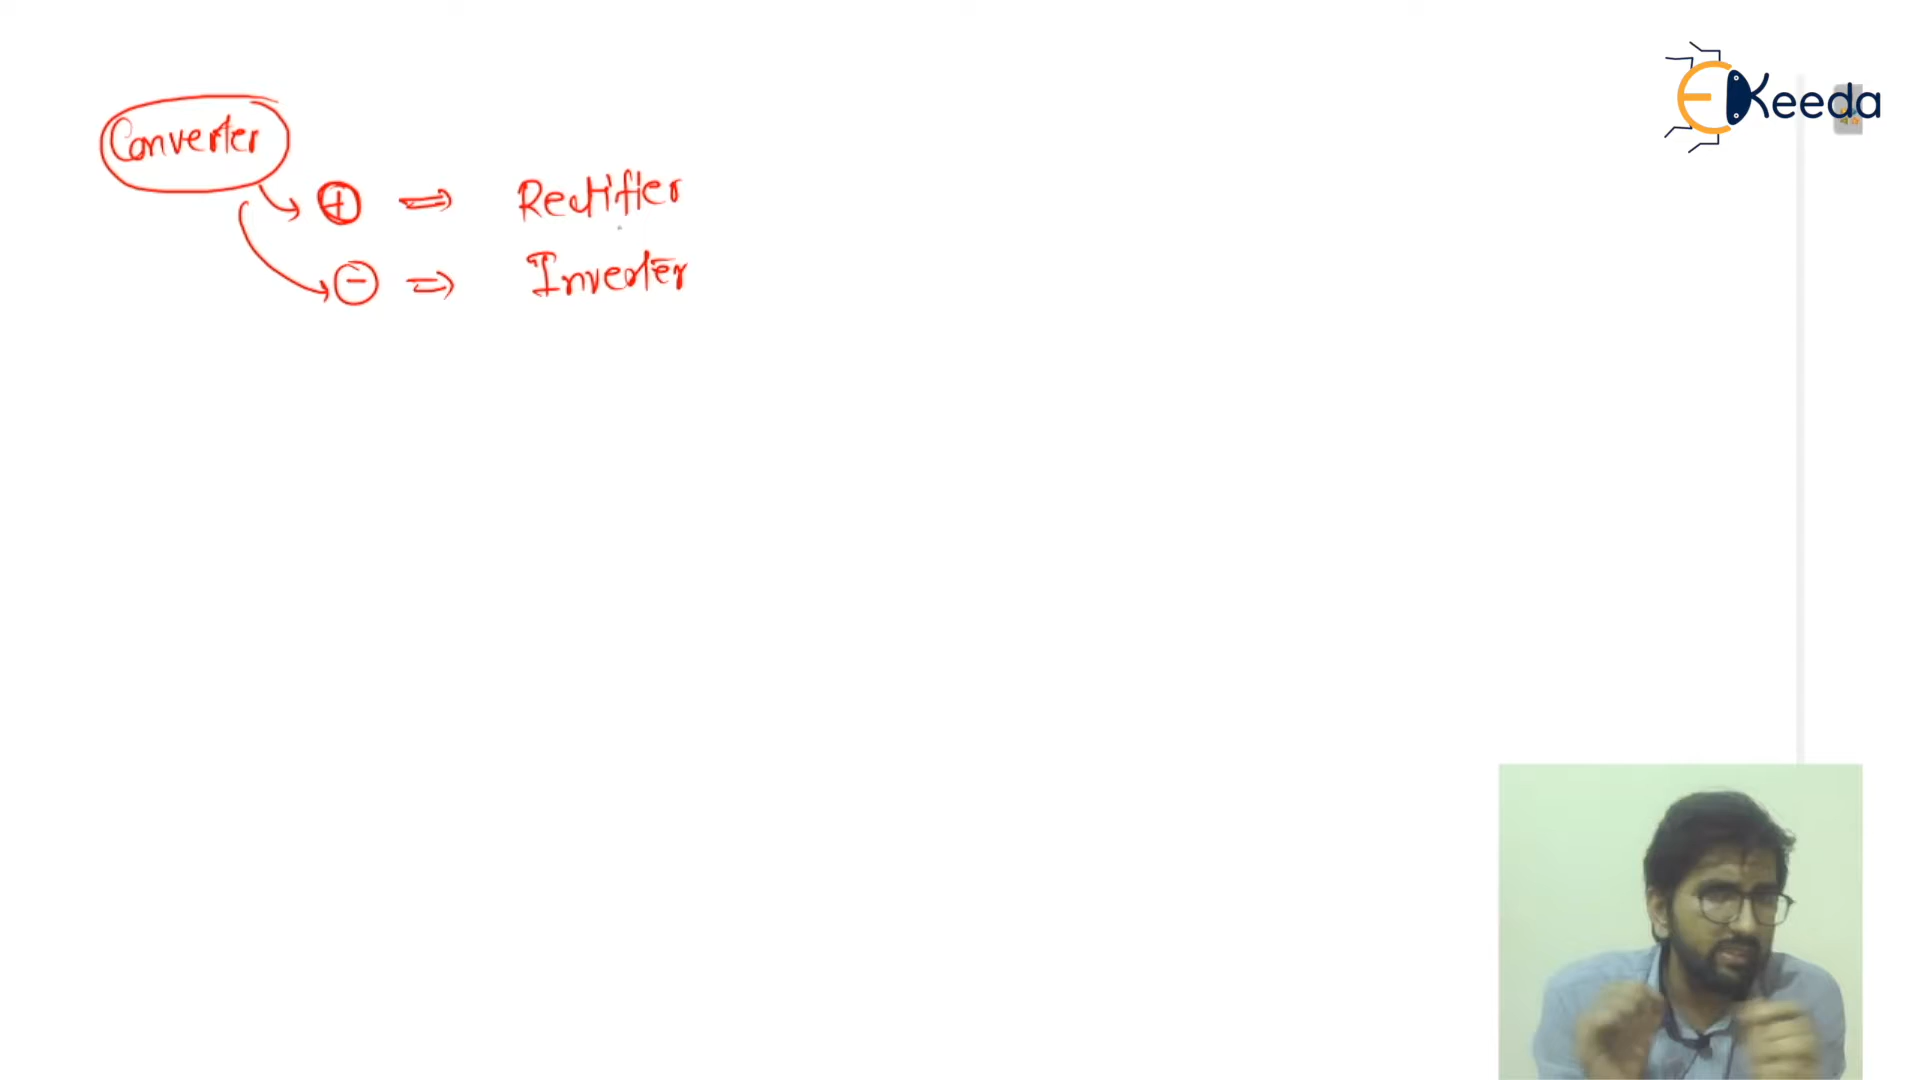 EKeeda
Converter
+ ⇒ Rectifier
- ⇒ Inverter